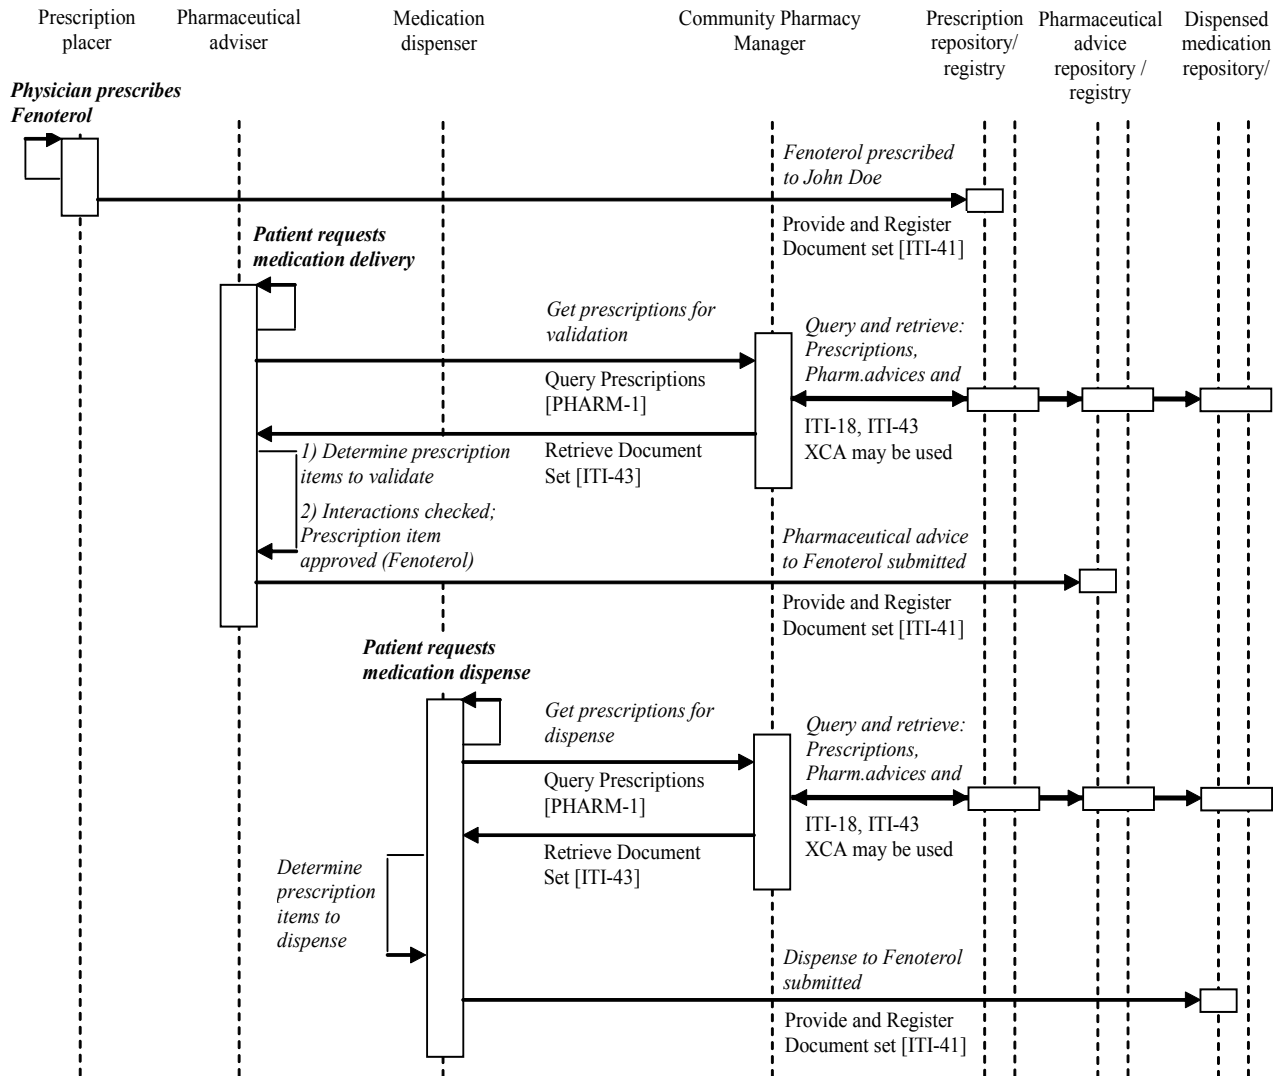 Prescription
placer
Pharmaceutical
adviser
Medication
dispenser
Community Pharmacy
Manager
Prescription
repository/
registry
Pharmaceutical
advice
repository /
registry
Dispensed
medication
repository/
Physician prescribes
Fenoterol
Fenoterol prescribed
to John Doe
Provide and Register
Document set [ITI-41]
Patient requests
medication delivery
Get prescriptions for
validation
Query Prescriptions
[PHARM-1]
Query and retrieve:
Prescriptions,
Pharm.advices and
ITI-18, ITI-43
XCA may be used
Retrieve Document
Set [ITI-43]
1) Determine prescription
items to validate
2) Interactions checked;
Prescription item
approved (Fenoterol)
Pharmaceutical advice
to Fenoterol submitted
Provide and Register
Document set [ITI-41]
Patient requests
medication dispense
Get prescriptions for
dispense
Query Prescriptions
[PHARM-1]
Query and retrieve:
Prescriptions,
Pharm.advices and
ITI-18, ITI-43
XCA may be used
Retrieve Document
Set [ITI-43]
Determine
prescription
items to
dispense
Dispense to Fenoterol
submitted
Provide and Register
Document set [ITI-41]